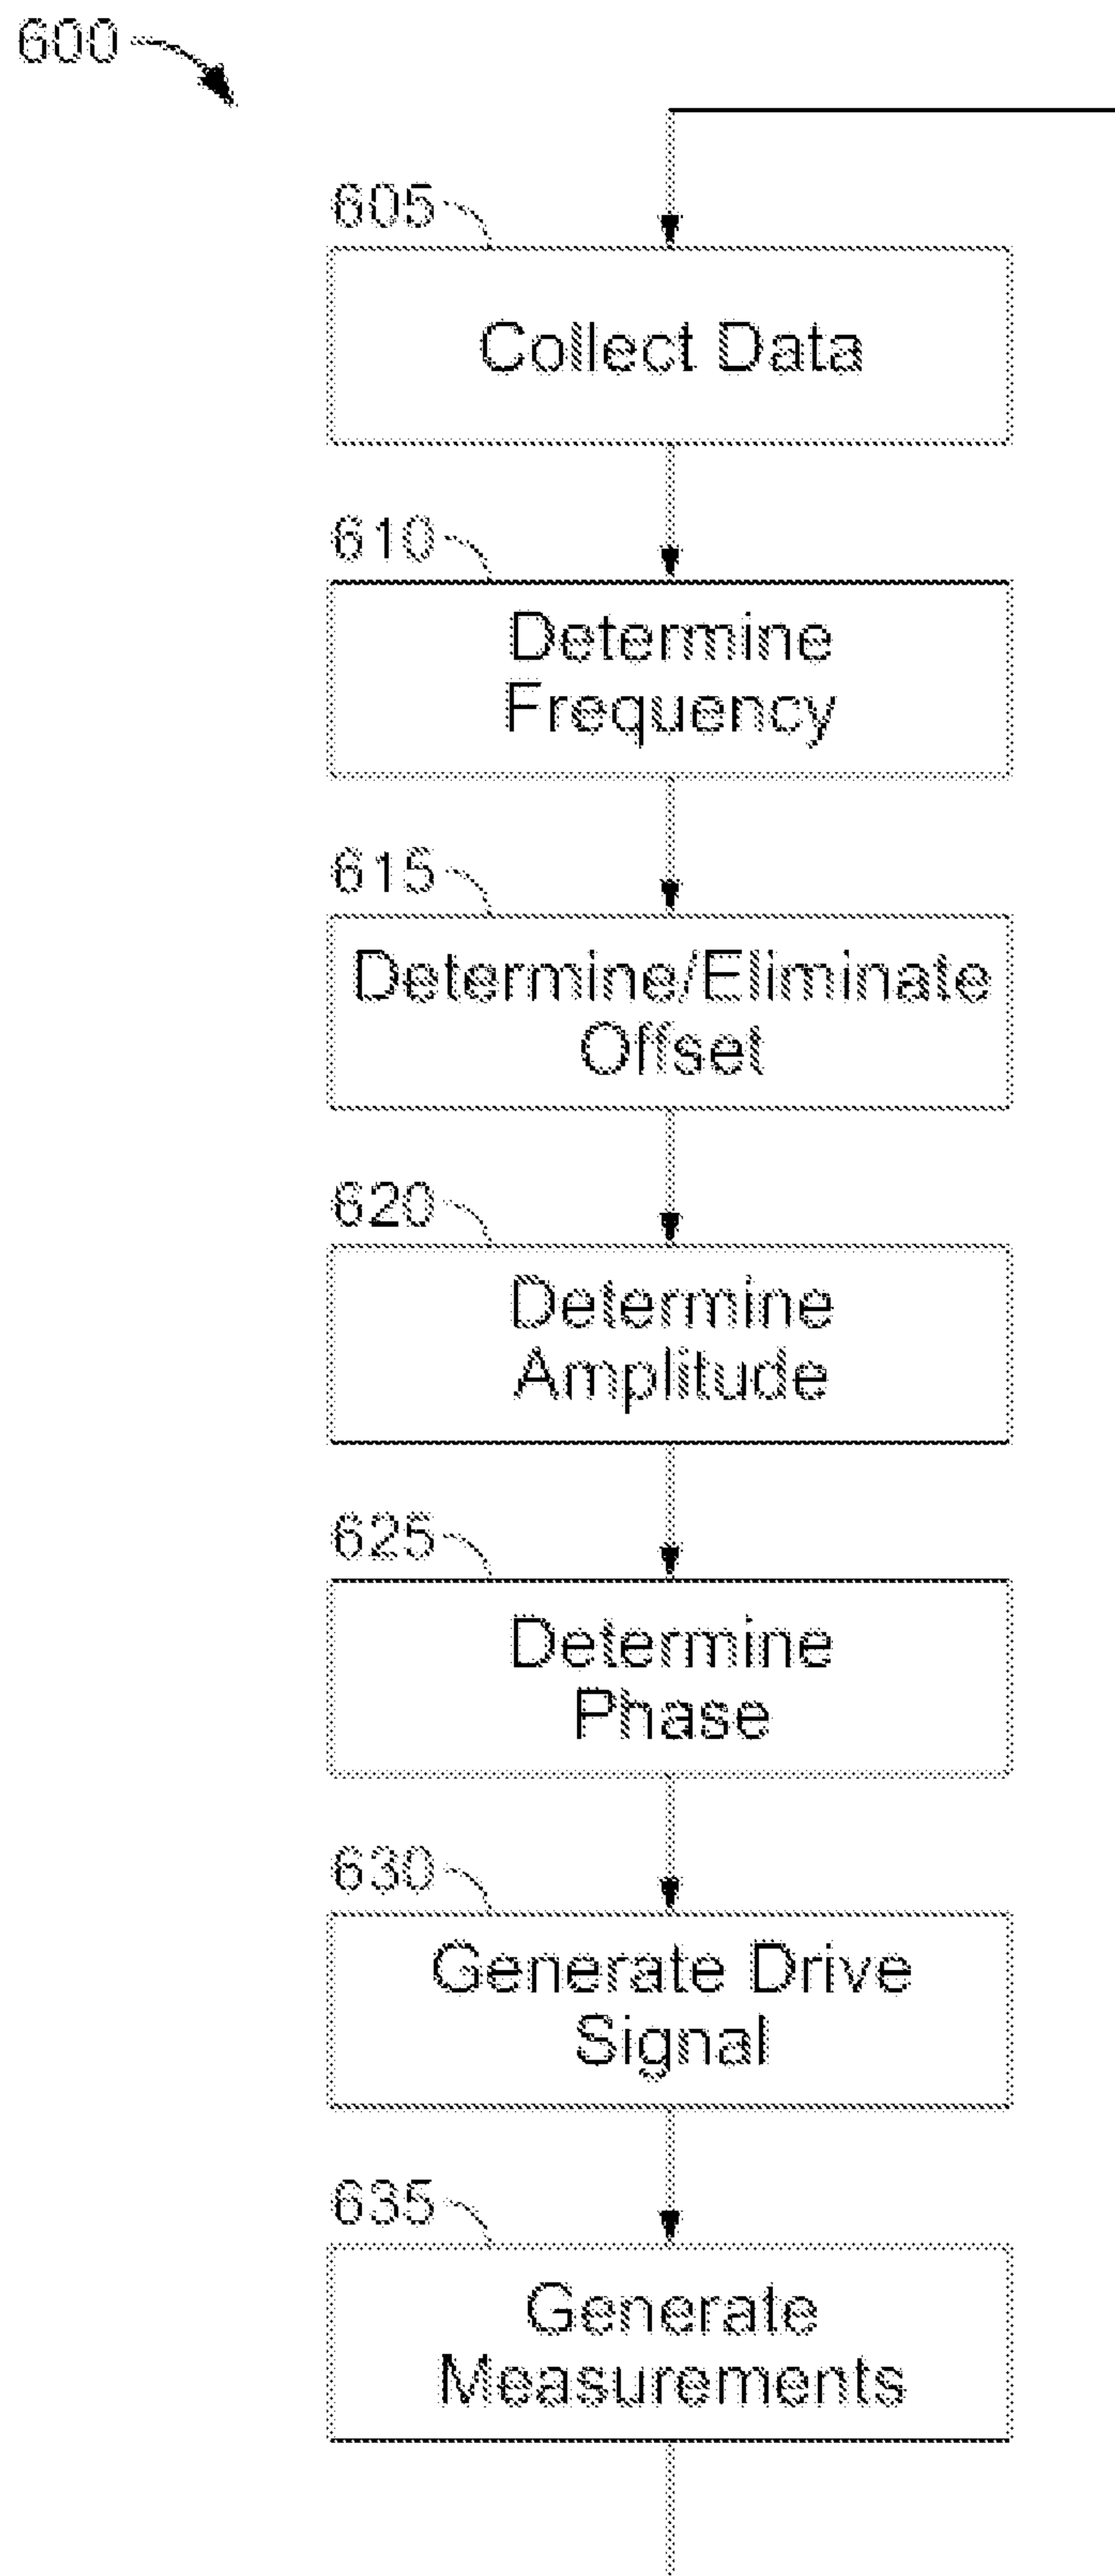 600
605
Collect Data
610
Determine
Frequency
615
Determine/Eliminate
Offset
620
Determine
Amplitude
625
Determine
Phase
630
Generate Drive
Signal
635
Generate
Measurements